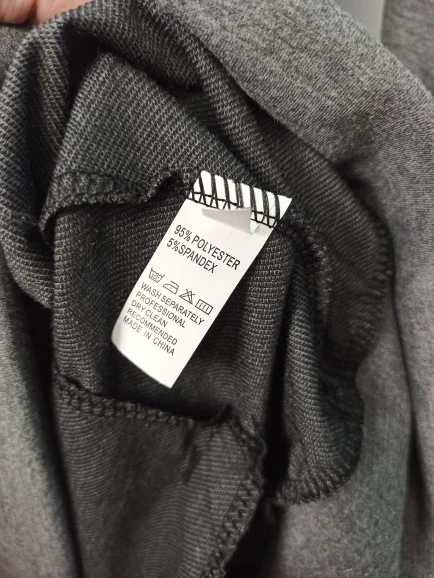 95% POLYESTER
5%SPANDEX
WASH SEPARATELY
PROFESSIONAL
DRY CLEAN
RECOMMENDED
MADE IN CHINA